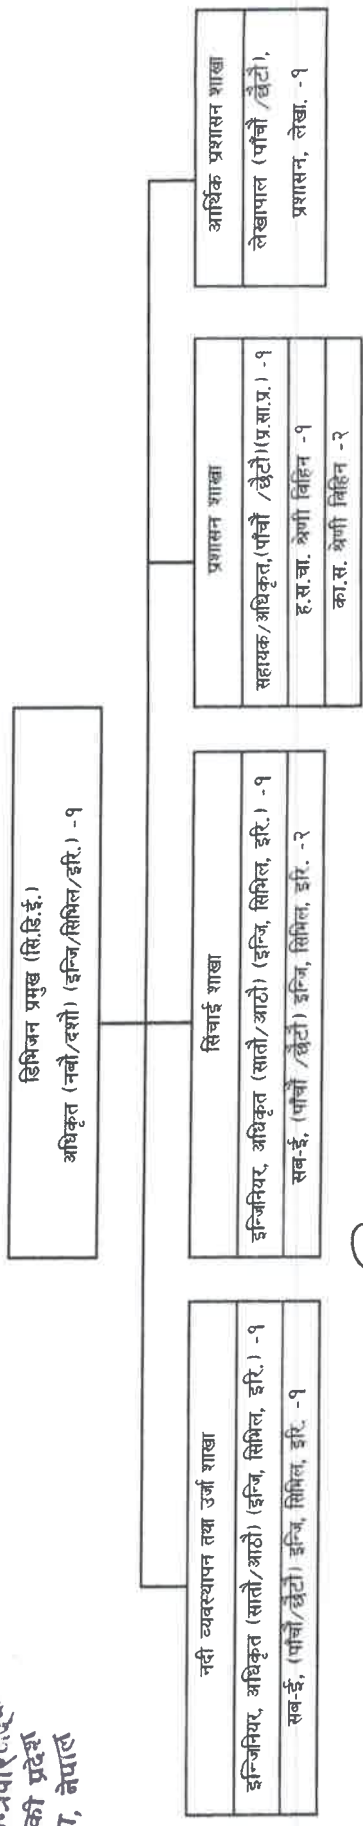 की प्रदेश
नेपाल
डिभिजन प्रमुख (सि.डि.ई.)
अधिकृत (नवौं/दशौं) (इन्जि/सिभिल/इरि.) -१
नदी व्यवस्थापन तथा उर्जा शाखा
इन्जिनियर, अधिकृत (सातौं/आठौं) (इन्जि, सिभिल, इरि.) -१
सब-ई, (पाँचौं/छैटौं) इन्जि, सिभिल, इरि. -१
सिंचाई शाखा
इन्जिनियर, अधिकृत (सातौं/आठौं) (इन्जि, सिभिल, इरि.) -१
सब-ई, (पाँचौं /छैटौं) इन्जि, सिभिल, इरि. -२
प्रशासन शाखा
सहायक/अधिकृत,(पाँचौं /छैटौं)(प्र.सा.प्र.) -१
ह.स.चा. श्रेणी विहिन -१
का.स. श्रेणी विहिन -२
आर्थिक प्रशासन शाखा
लेखापाल (पाँचौं /छैटौं),
प्रशासन, लेखा. -१